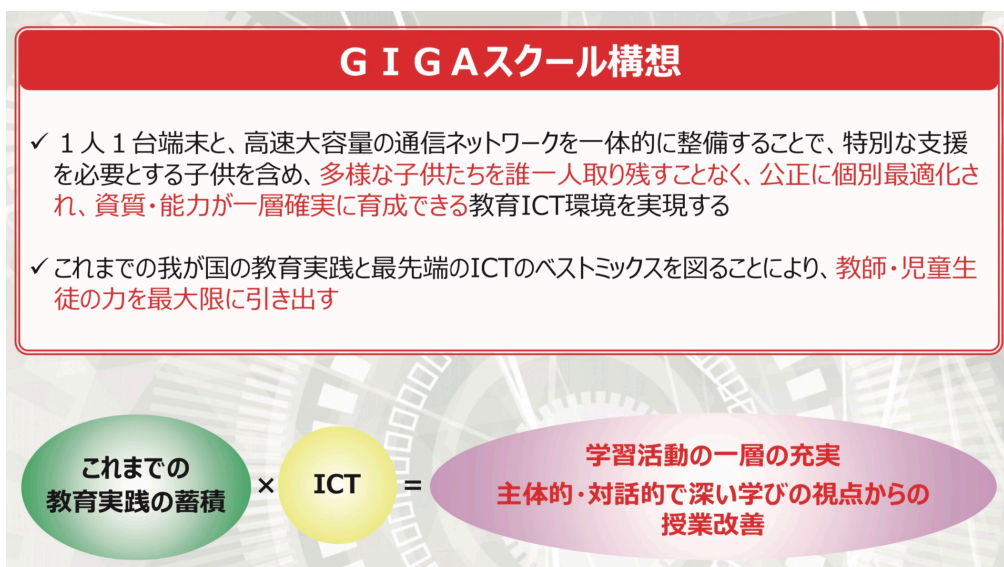 ＧＩＧＡスクール構想
✓ １人１台端末と、高速大容量の通信ネットワークを一体的に整備することで、特別な支援
を必要とする子供を含め、多様な子供たちを誰一人取り残すことなく、公正に個別最適化さ
れ、資質・能力が一層確実に育成できる教育ICT環境を実現する
✓ これまでの我が国の教育実践と最先端のICTのベストミックスを図ることにより、教師・児童生
徒の力を最大限に引き出す
これまでの
教育実践の蓄積
×
ICT
=
学習活動の一層の充実
主体的・対話的で深い学びの視点からの
授業改善